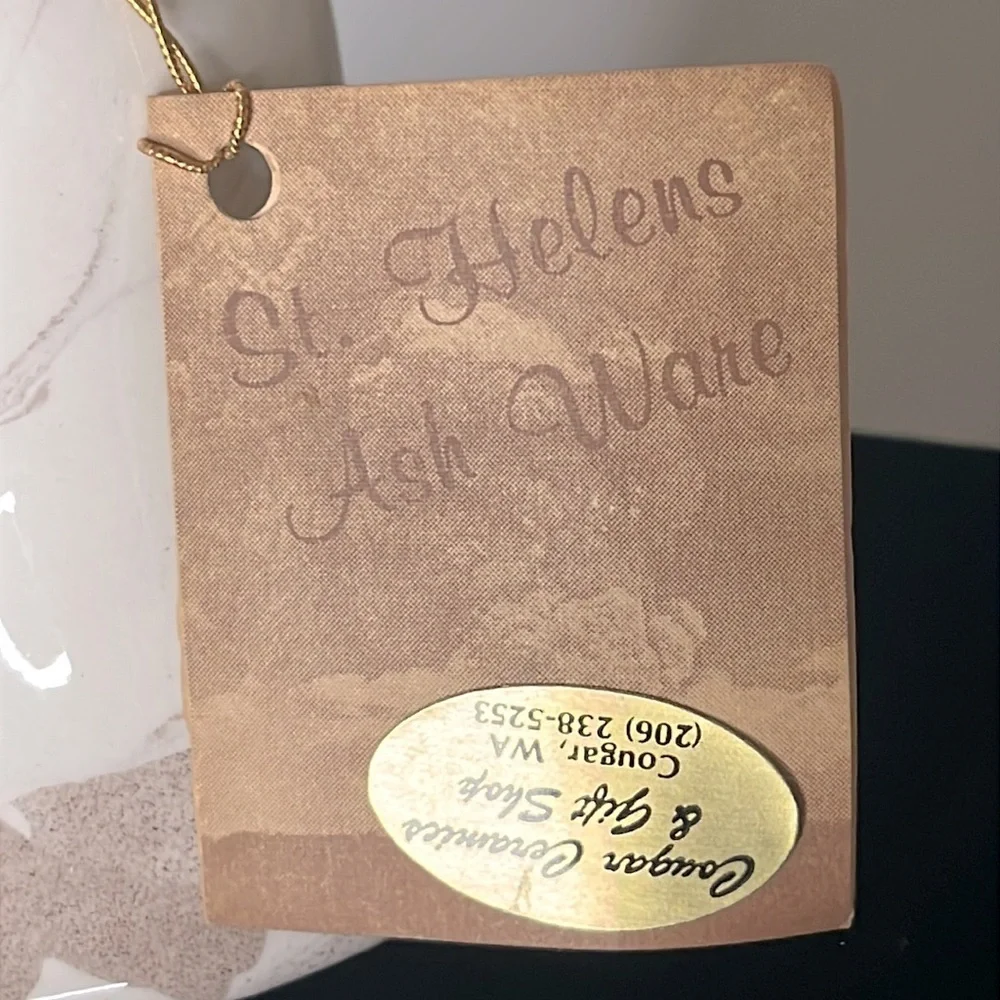 St. Helens
Ash Ware
Cougar Ceramics
& Gift Shop
Cougar, WA
(206) 238-5253